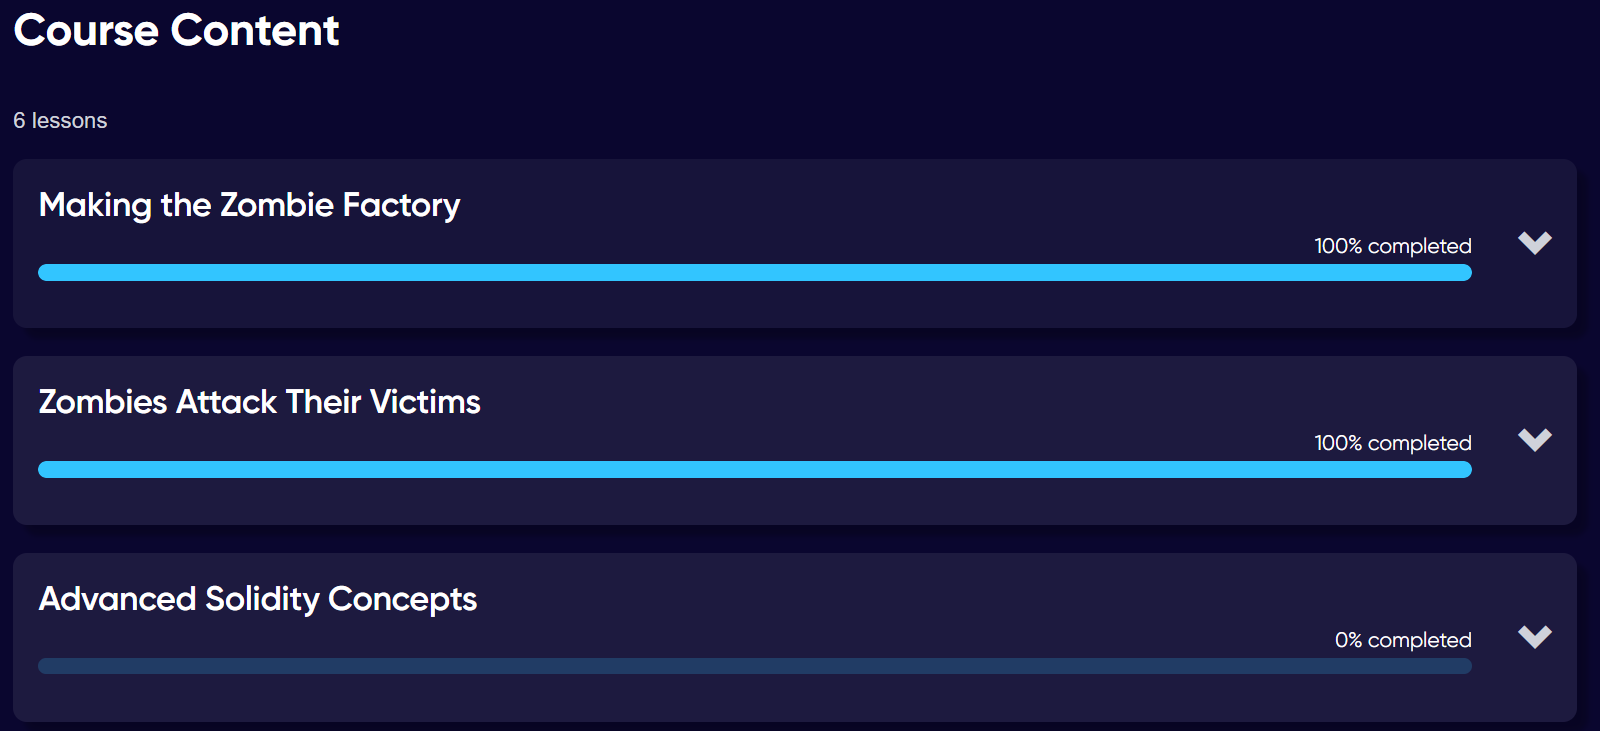 Course Content
6 lessons
Making the Zombie Factory
100% completed
Zombies Attack Their Victims
100% completed
Advanced Solidity Concepts
0% completed